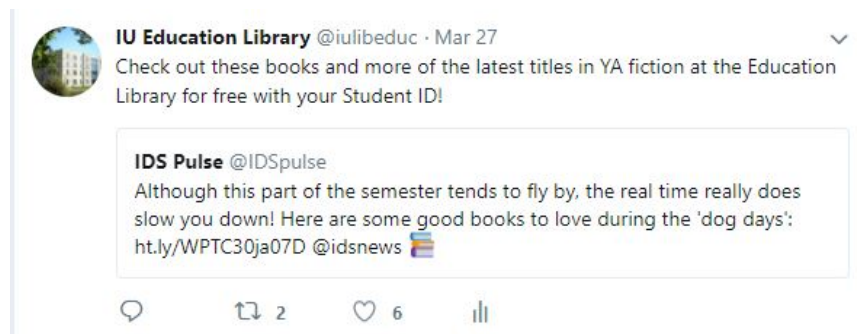 IU Education Library @iulibeduc · Mar 27
Check out these books and more of the latest titles in YA fiction at the Education
Library for free with your Student ID!
IDS Pulse @IDSpulse
Although this part of the semester tends to fly by, the real time really does
slow you down! Here are some good books to love during the 'dog days':
ht.ly/WPTC30ja07D @idsnews
2 6